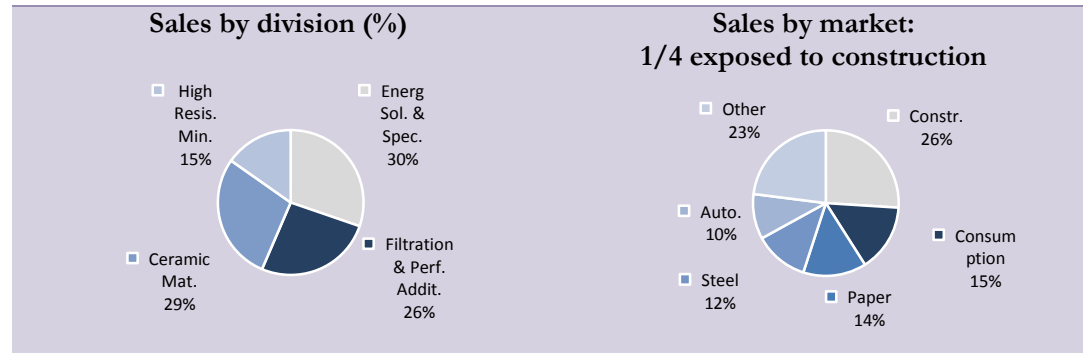 Sales by division (%)
High
Resis.
Min.
15%
Energ
Sol. &
Spec.
30%
Ceramic
Mat.
29%
Filtration
& Perf.
Addit.
26%
Sales by market:
1/4 exposed to construction
Other
23%
Constr.
26%
Auto.
10%
Consum
ption
15%
Steel
12%
Paper
14%